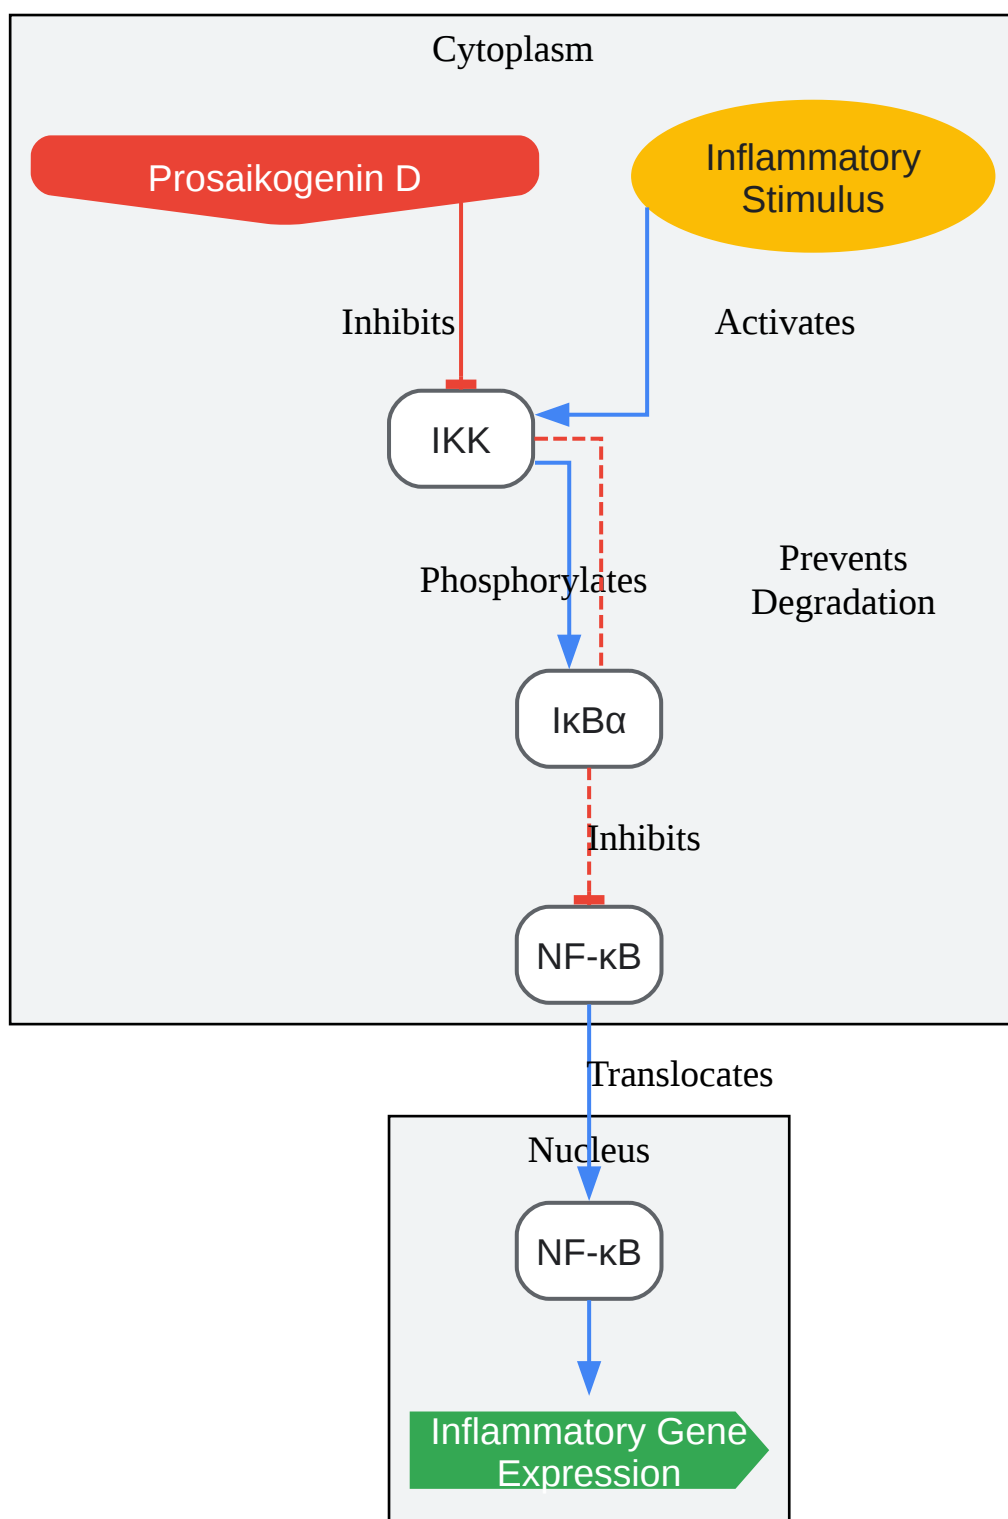 Cytoplasm
Prosaikogenin D
Inflammatory
Stimulus
Inhibits
Activates
IKK
Phosphorylates
Prevents
Degradation
IκBα
Inhibits
NF-κB
Translocates
Nucleus
NF-κB
Inflammatory Gene
Expression